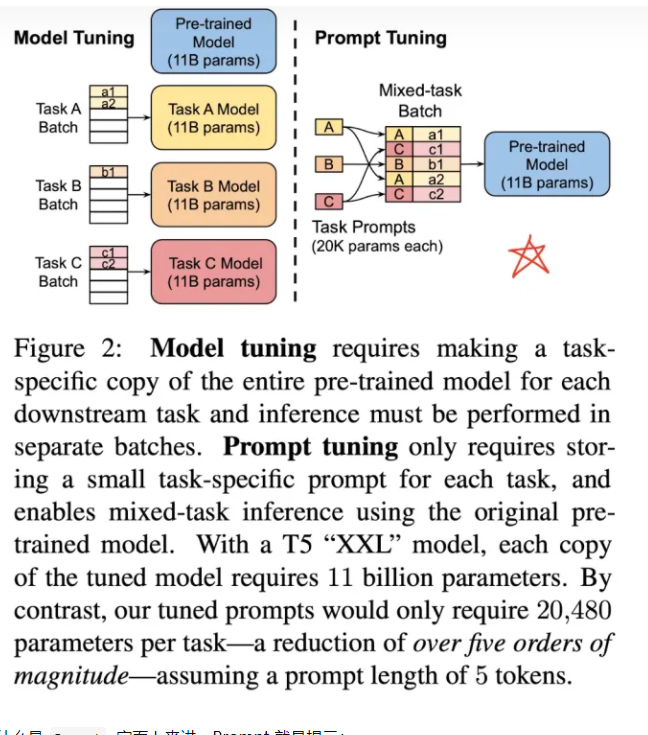 Model Tuning
Pre-trained
Model
(11B params)
Task A
Batch
a1
a2
Task A Model
(11B params)
Task B
Batch
b1
Task B Model
(11B params)
Task C
Batch
c1
c2
Task C Model
(11B params)
Prompt Tuning
Mixed-task
Batch
A
B
C
A a1
C c1
B b1
A a2
C c2
Pre-trained
Model
(11B params)
Task Prompts
(20K params each)
Figure 2: Model tuning requires making a task-
specific copy of the entire pre-trained model for each
downstream task and inference must be performed in
separate batches. Prompt tuning only requires stor-
ing a small task-specific prompt for each task, and
enables mixed-task inference using the original pre-
trained model. With a T5 “XXL” model, each copy
of the tuned model requires 11 billion parameters. By
contrast, our tuned prompts would only require 20,480
parameters per task—a reduction of over five orders of
magnitude—assuming a prompt length of 5 tokens.